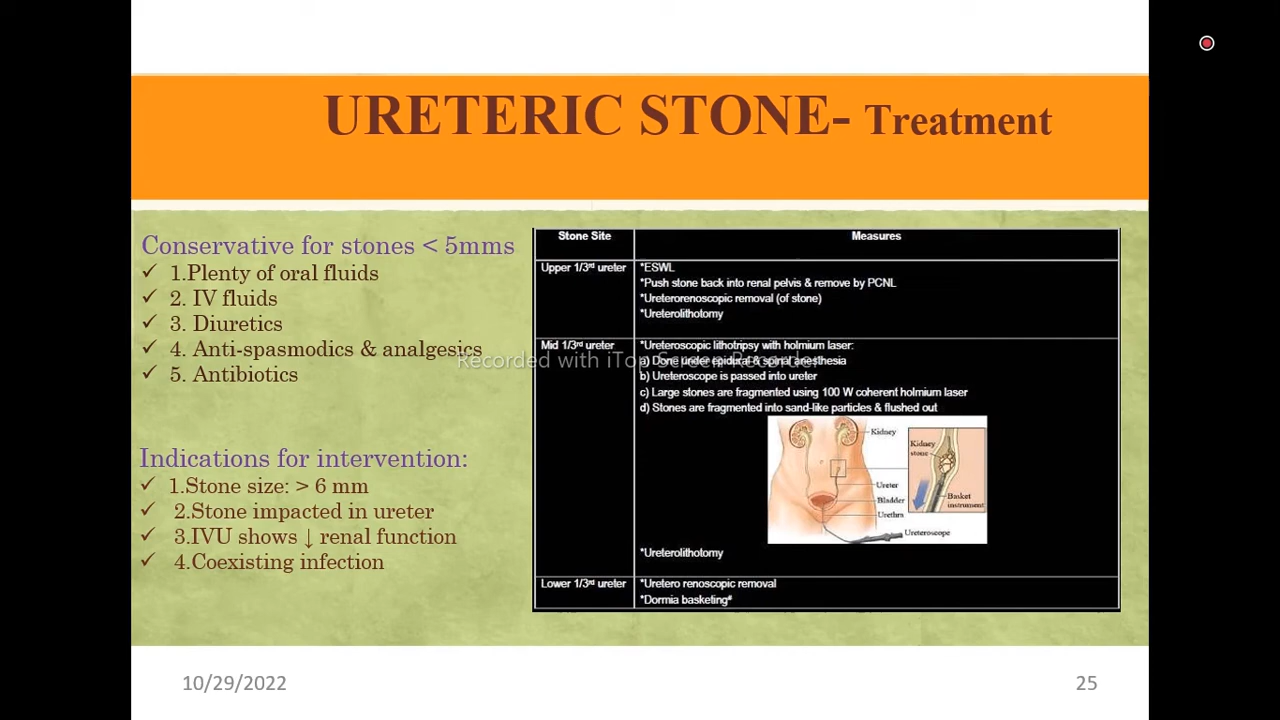 URETERIC STONE- Treatment
Conservative for stones < 5mms
✓ 1.Plenty of oral fluids
✓ 2. IV fluids
✓ 3. Diuretics
✓ 4. Anti-spasmodics & analgesics
✓ 5. Antibiotics
Indications for intervention:
✓ 1.Stone size: > 6 mm
✓ 2.Stone impacted in ureter
✓ 3.IVU shows ↓ renal function
✓ 4.Coexisting infection
Stone Site Measures
Upper 1/3rd ureter *ESWL
*Push stone back into renal pelvis & remove by PCNL
*Ureterorenoscopic removal (of stone)
*Ureterolithotomy
Mid 1/3rd ureter *Ureteroscopic lithotripsy with holmium laser:
Recorded with iTop Screen Recorder
a) Done under epidural & spinal anesthesia
b) Ureteroscope is passed into ureter
c) Large stones are fragmented using 100 W coherent holmium laser
d) Stones are fragmented into sand-like particles & flushed out
Kidney
Kidney
stone
Ureter
Bladder
Urethra
Basket
instrument
Ureteroscope
*Ureterolithotomy
Lower 1/3rd ureter *Uretero renoscopic removal
*Dormia basketing#
10/29/2022 25